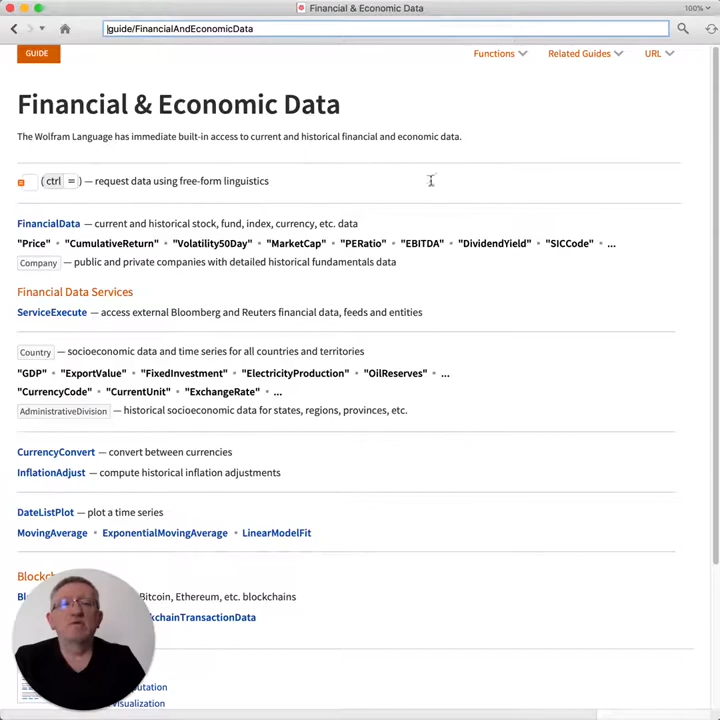 Financial & Economic Data
100%
guide/FinancialAndEconomicData
GUIDE
Functions
Related Guides
URL
Financial & Economic Data
The Wolfram Language has immediate built-in access to current and historical financial and economic data.
( ctrl = ) — request data using free-form linguistics
FinancialData — current and historical stock, fund, index, currency, etc. data
"Price" ▪ "CumulativeReturn" ▪ "Volatility50Day" ▪ "MarketCap" ▪ "PERatio" ▪ "EBITDA" ▪ "DividendYield" ▪ "SICCode" ▪ ...
Company — public and private companies with detailed historical fundamentals data
Financial Data Services
ServiceExecute — access external Bloomberg and Reuters financial data, feeds and entities
Country — socioeconomic data and time series for all countries and territories
"GDP" ▪ "ExportValue" ▪ "FixedInvestment" ▪ "ElectricityProduction" ▪ "OilReserves" ▪ ...
"CurrencyCode" ▪ "CurrentUnit" ▪ "ExchangeRate" ▪ ...
AdministrativeDivision — historical socioeconomic data for states, regions, provinces, etc.
CurrencyConvert — convert between currencies
InflationAdjust — compute historical inflation adjustments
DateListPlot — plot a time series
MovingAverage ▪ ExponentialMovingAverage ▪ LinearModelFit
Bitcoin, Ethereum, etc. blockchains